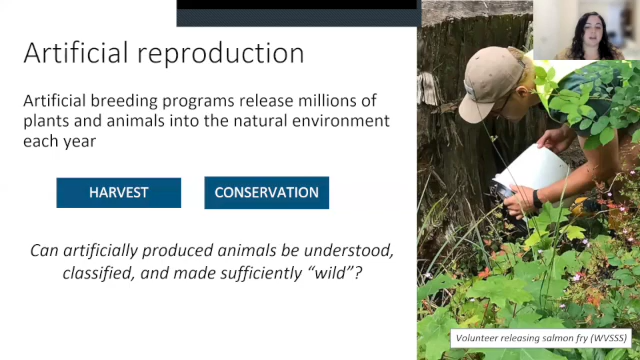 Artificial reproduction
Artificial breeding programs release millions of
plants and animals into the natural environment
each year
HARVEST
CONSERVATION
Can artificially produced animals be understood,
classified, and made sufficiently “wild”?
Volunteer releasing salmon fry (WVSSS)